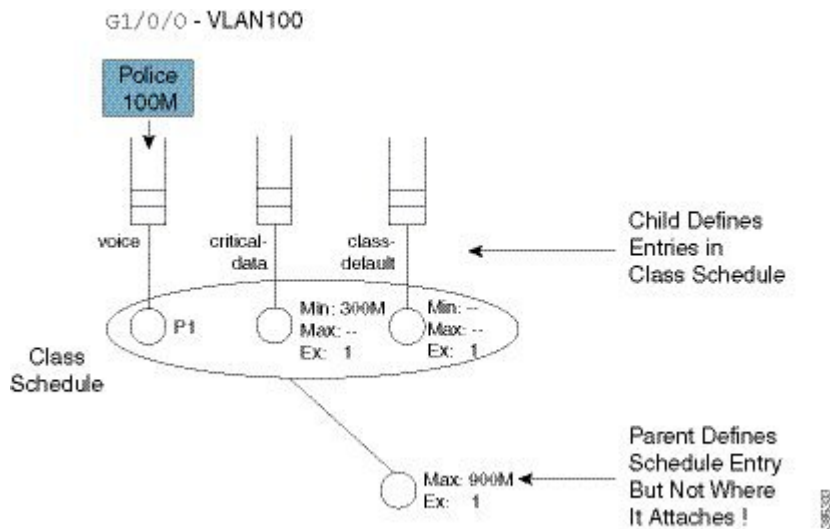 G1/0/0 - VLAN100
Police
100M
voice
critical-
data
class-
default
Child Defines
Entries in
Class Schedule
P1
Min: 300M
Max: --
Ex: 1
Min: --
Max: --
Ex: 1
Class
Schedule
Max: 900M
Ex: 1
Parent Defines
Schedule Entry
But Not Where
It Attaches !